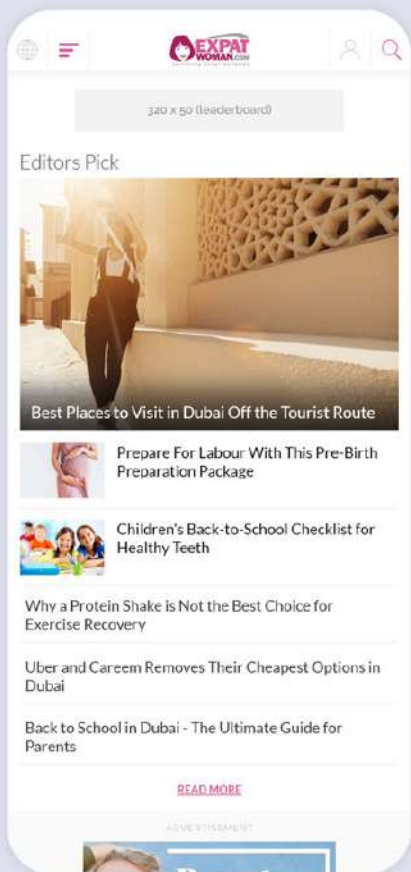 EXPAT
WOMAN.COM
320 x 50 (leaderboard)
Editors Pick
Best Places to Visit in Dubai Off the Tourist Route
Prepare For Labour With This Pre-Birth
Preparation Package
Children's Back-to-School Checklist for
Healthy Teeth
Why a Protein Shake is Not the Best Choice for
Exercise Recovery
Uber and Careem Removes Their Cheapest Options in
Dubai
Back to School in Dubai - The Ultimate Guide for
Parents
READ MORE
ADVERTISEMENT